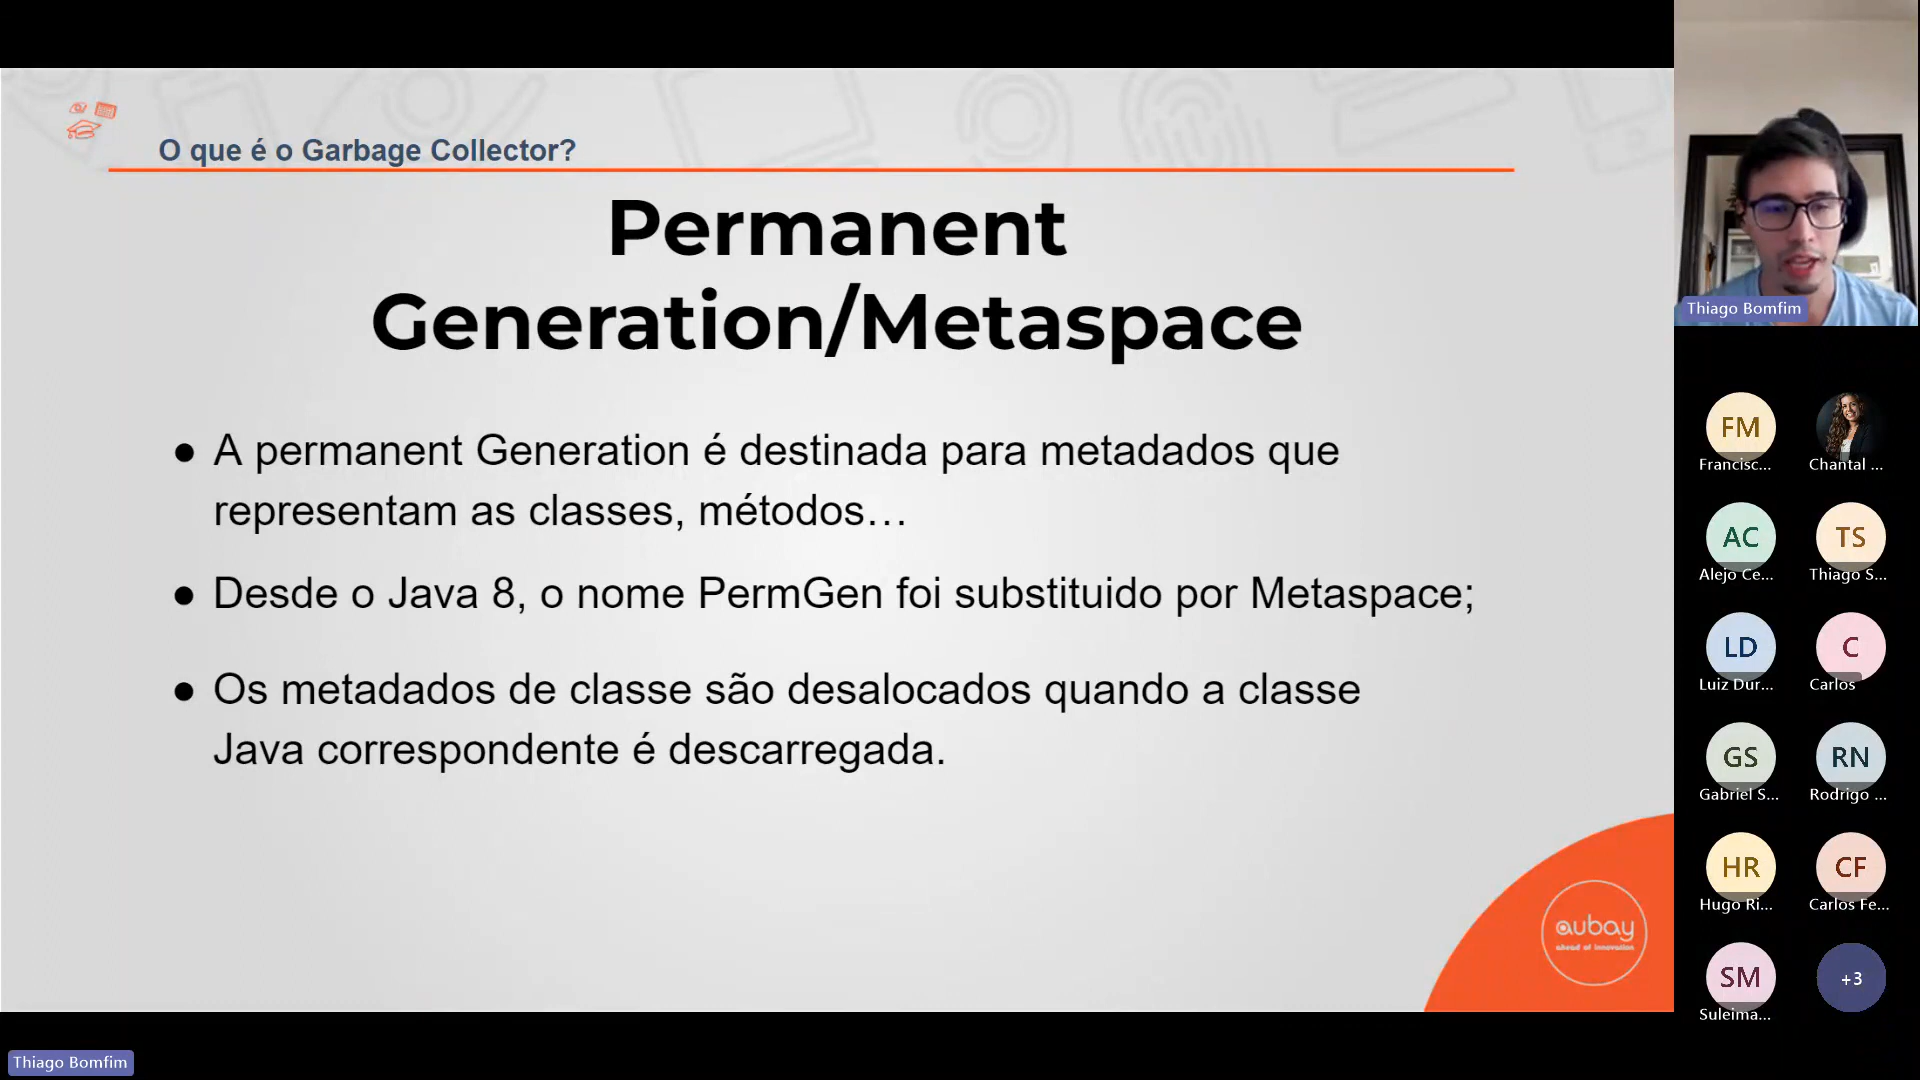 O que é o Garbage Collector?
Permanent
Generation/Metaspace
● A permanent Generation é destinada para metadados que
representam as classes, métodos…
● Desde o Java 8, o nome PermGen foi substituido por Metaspace;
● Os metadados de classe são desalocados quando a classe
Java correspondente é descarregada.
aubay
ahead of innovation
Thiago Bomfim
FM
Francisc...
Chantal ...
AC
Alejo Ce...
TS
Thiago S...
LD
Luiz Dur...
C
Carlos
GS
Gabriel S...
RN
Rodrigo ...
HR
Hugo Ri...
CF
Carlos Fe...
SM
Suleima...
+3
Thiago Bomfim